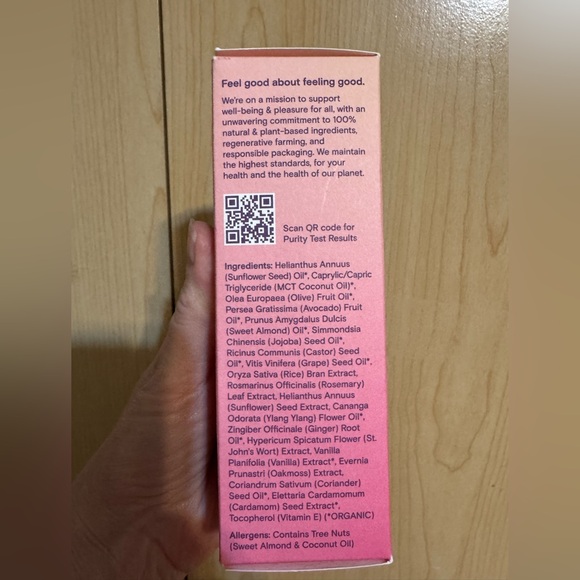 Feel good about feeling good.
We're on a mission to support
well-being & pleasure for all, with an
unwavering commitment to 100%
natural & plant-based ingredients,
regenerative farming, and
responsible packaging. We maintain
the highest standards, for your
health and the health of our planet.
Scan QR code for
Purity Test Results
Ingredients: Helianthus Annuus
(Sunflower Seed) Oil*, Caprylic/Capric
Triglyceride (MCT Coconut Oil)*,
Olea Europaea (Olive) Fruit Oil*,
Persea Gratissima (Avocado) Fruit
Oil*, Prunus Amygdalus Dulcis
(Sweet Almond) Oil*, Simmondsia
Chinensis (Jojoba) Seed Oil*,
Ricinus Communis (Castor) Seed
Oil*, Vitis Vinifera (Grape) Seed Oil*,
Oryza Sativa (Rice) Bran Extract,
Rosmarinus Officinalis (Rosemary)
Leaf Extract, Helianthus Annuus
(Sunflower) Seed Extract, Cananga
Odorata (Ylang Ylang) Flower Oil*,
Zingiber Officinale (Ginger) Root
Oil*, Hypericum Spicatum Flower (St.
John's Wort) Extract, Vanilla
Planifolia (Vanilla) Extract*, Evernia
Prunastri (Oakmoss) Extract,
Coriandrum Sativum (Coriander)
Seed Oil*, Elettaria Cardamomum
(Cardamom) Seed Extract*,
Tocopherol (Vitamin E) (*ORGANIC)
Allergens: Contains Tree Nuts
(Sweet Almond & Coconut Oil)